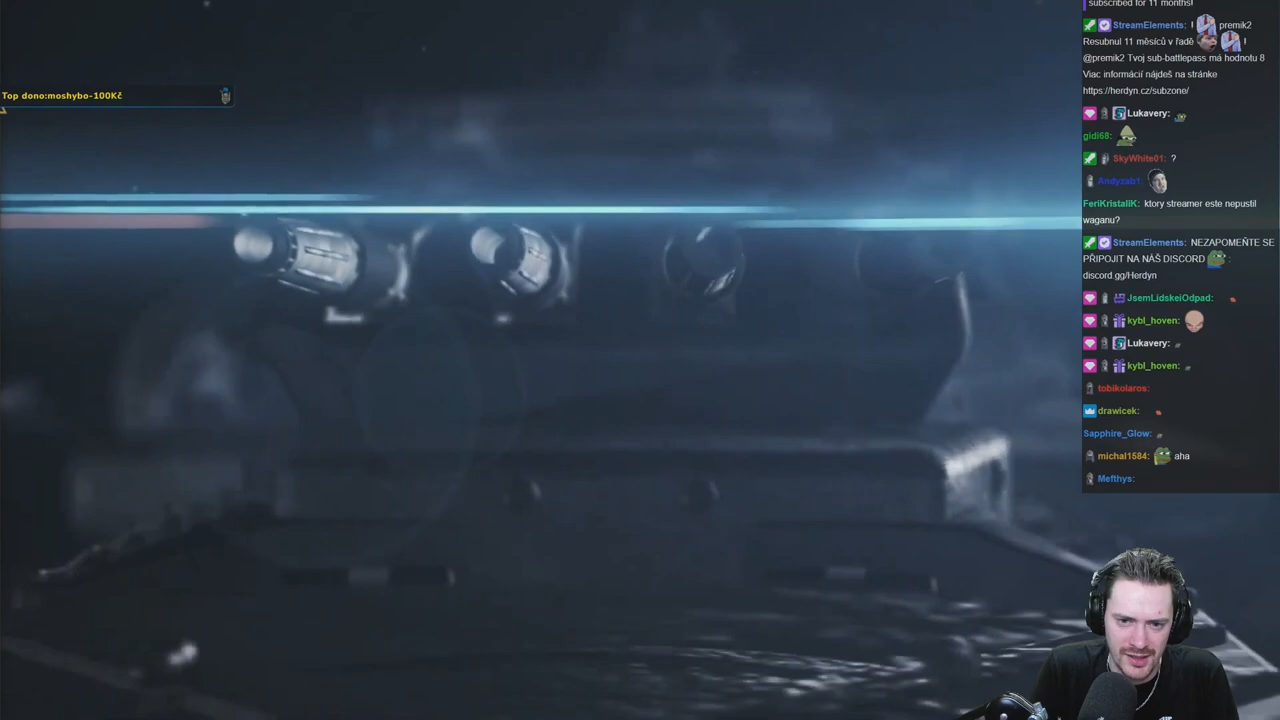 subscribed for 11 months!
StreamElements: ! premik2
Resubnul 11 měsíců v řadě !
@premik2 Tvoj sub-battlepass má hodnotu 8
Viac informácií nájdeš na stránke
https://herdyn.cz/subzone/
Top dono:moshybo-100Kč
Lukavery:
gidi68:
SkyWhite01: ?
Andyzab1:
FeriKristaliK: ktory streamer este nepustil
waganu?
StreamElements: NEZAPOMEŇTE SE
PŘIPOJIT NA NÁŠ DISCORD :
discord.gg/Herdyn
JsemLidskeiOdpad:
kybl_hoven:
Lukavery:
kybl_hoven:
tobikolaros:
drawicek:
Sapphire_Glow:
michal1584: aha
Mefthys: